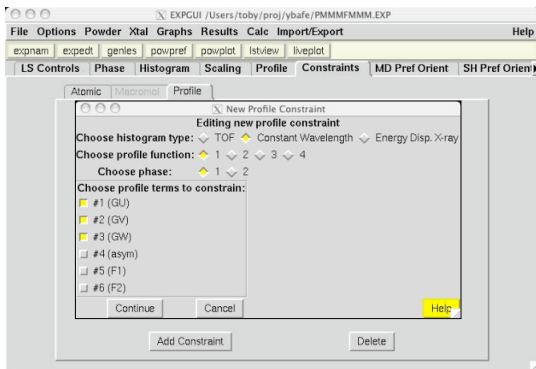 EXPGUI /Users/toby/proj/ybafe/PMMMFMMM.EXP
File Options Powder Xtal Graphs Results Calc Import/Export Help
expnam expedt genles powpref powplot lstview liveplot
LS Controls Phase Histogram Scaling Profile Constraints MD Pref Orient SH Pref Orient
Atomic Macromol Profile
New Profile Constraint
Editing new profile constraint
Choose histogram type: TOF Constant Wavelength Energy Disp. X-ray
Choose profile function: 1 2 3 4
Choose phase: 1 2
Choose profile terms to constrain:
#1 (GU)
#2 (GV)
#3 (GW)
#4 (asym)
#5 (F1)
#6 (F2)
Continue Cancel Help
Add Constraint Delete